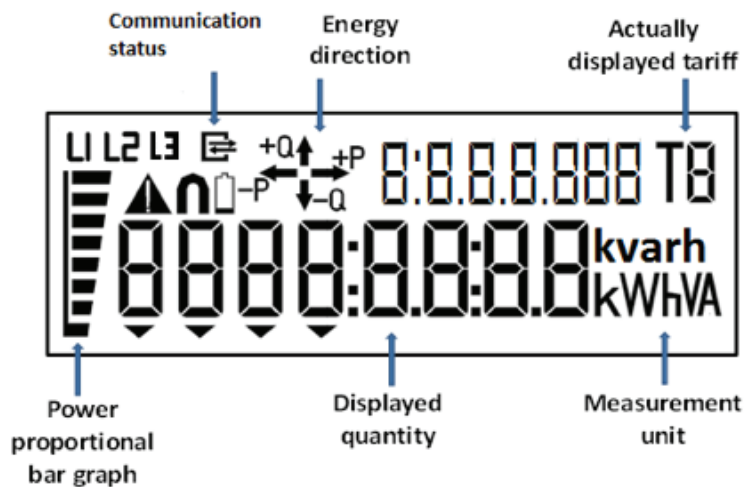 Communication
status
Energy
direction
Actually
displayed tariff
L1 L2 L3 +Q +P 8'8.8.8.888 T8
-P -Q
8888:8.8:8.8 kvarh
kWhVA
Power
proportional
bar graph
Displayed
quantity
Measurement
unit